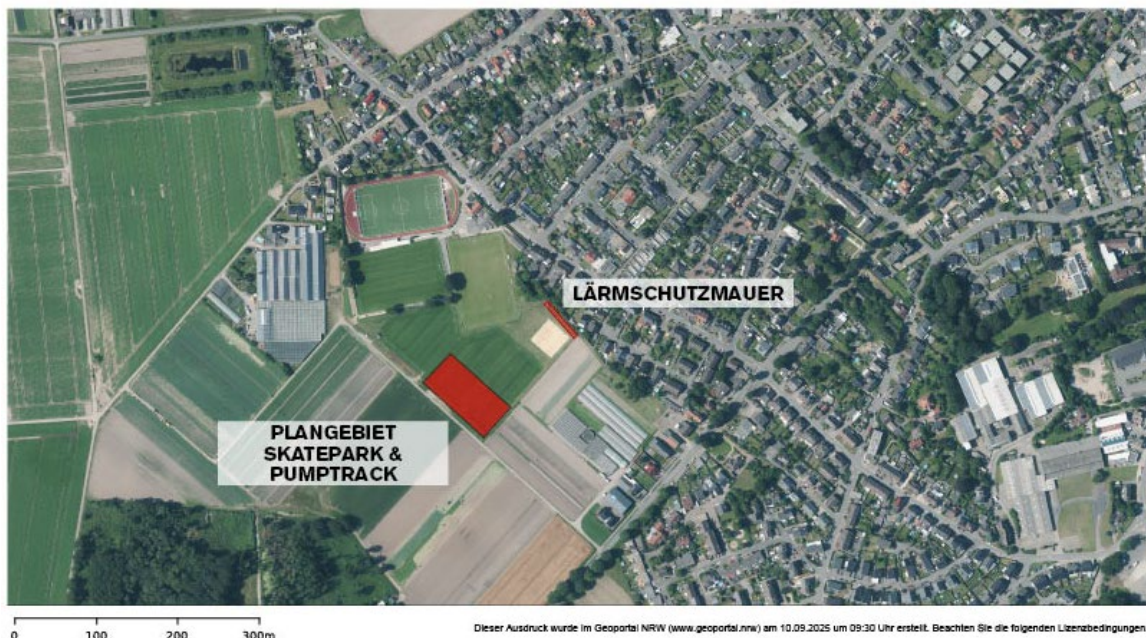 LÄRMSCHUTZMAUER
PLANGEBIET
SKATEPARK &
PUMPTRACK
0 100 200 300m
Dieser Ausdruck wurde im Geoportal NRW (www.geoportal.nrw) am 10.09.2025 um 09:30 Uhr erstellt. Beachten Sie die folgenden Lizenzbedingungen